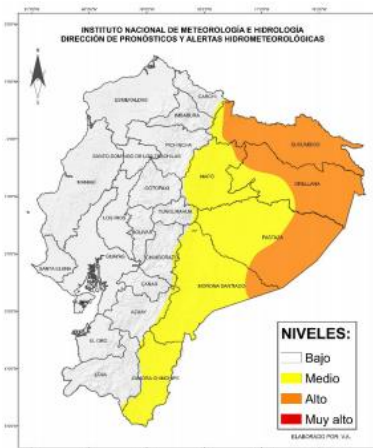 INSTITUTO NACIONAL DE METEOROLOGÍA E HIDROLOGÍA
DIRECCIÓN DE PRONÓSTICOS Y ALERTAS HIDROMETEOROLÓGICAS
N
CARCHI
ESMERALDAS
IMBABURA
SUCUMBIOS
PICHINCHA
SANTO DOMINGO DE LOS TSACHILAS
NAPO
ORELLANA
MANABI
COTOPAXI
TUNGURAHUA
LOS RIOS
PASTAZA
BOLIVAR
CHIMBORAZO
SANTA ELENA
GUAYAS
MORONA SANTIAGO
CAÑAR
AZUAY
EL ORO
LOJA
ZAMORA CHINCHIPE
NIVELES:
Bajo
Medio
Alto
Muy alto
ELABORADO POR: V.A.